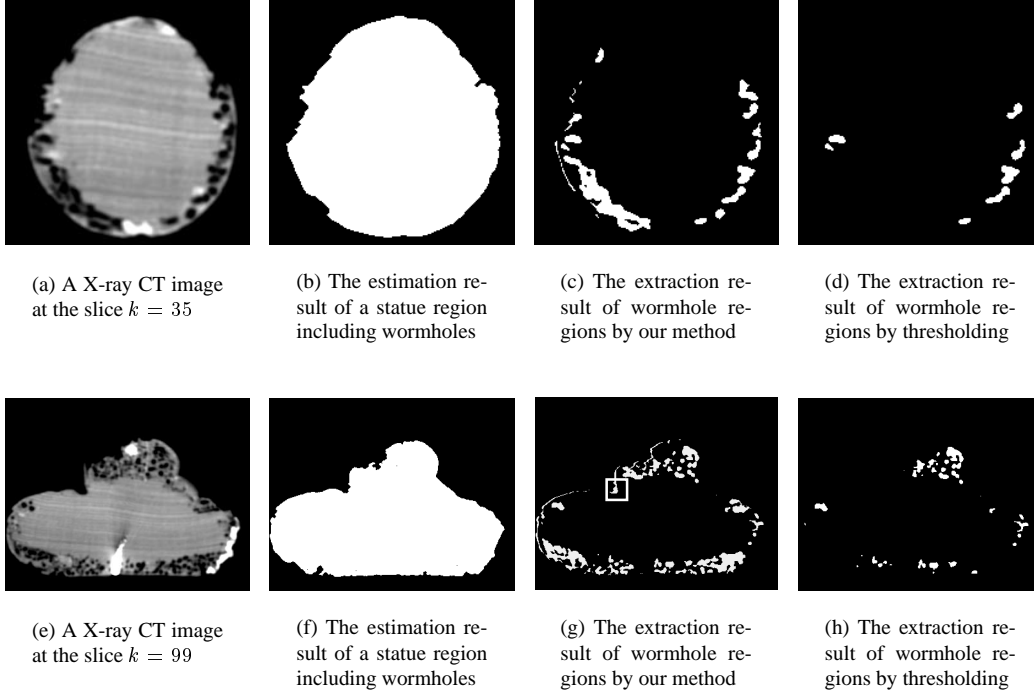 (a) A X-ray CT image
at the slice k = 35
(b) The estimation re-
sult of a statue region
including wormholes
(c) The extraction re-
sult of wormhole re-
gions by our method
(d) The extraction re-
sult of wormhole re-
gions by thresholding
(e) A X-ray CT image
at the slice k = 99
(f) The estimation re-
sult of a statue region
including wormholes
(g) The extraction re-
sult of wormhole re-
gions by our method
(h) The extraction re-
sult of wormhole re-
gions by thresholding